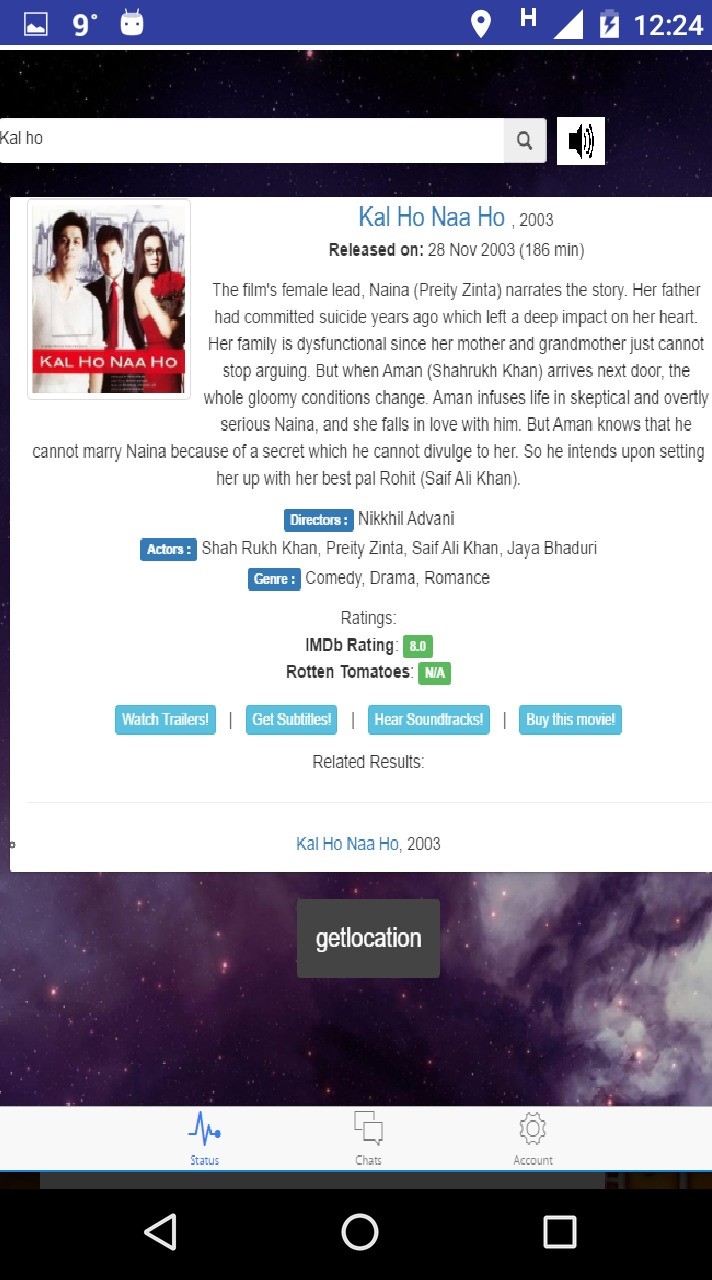 9° H 12:24
Kal ho
Kal Ho Naa Ho , 2003
Released on: 28 Nov 2003 (186 min)
KAL HO NAA HO
The film's female lead, Naina (Preity Zinta) narrates the story. Her father
had committed suicide years ago which left a deep impact on her heart.
Her family is dysfunctional since her mother and grandmother just cannot
stop arguing. But when Aman (Shahrukh Khan) arrives next door, the
whole gloomy conditions change. Aman infuses life in skeptical and overtly
serious Naina, and she falls in love with him. But Aman knows that he
cannot marry Naina because of a secret which he cannot divulge to her. So he intends upon setting
her up with her best pal Rohit (Saif Ali Khan).
Directors : Nikkhil Advani
Actors : Shah Rukh Khan, Preity Zinta, Saif Ali Khan, Jaya Bhaduri
Genre : Comedy, Drama, Romance
Ratings:
IMDb Rating: 8.0
Rotten Tomatoes: N/A
Watch Trailers! | Get Subtitles! | Hear Soundtracks! | Buy this movie!
Related Results:
Kal Ho Naa Ho, 2003
getlocation
Status Chats Account